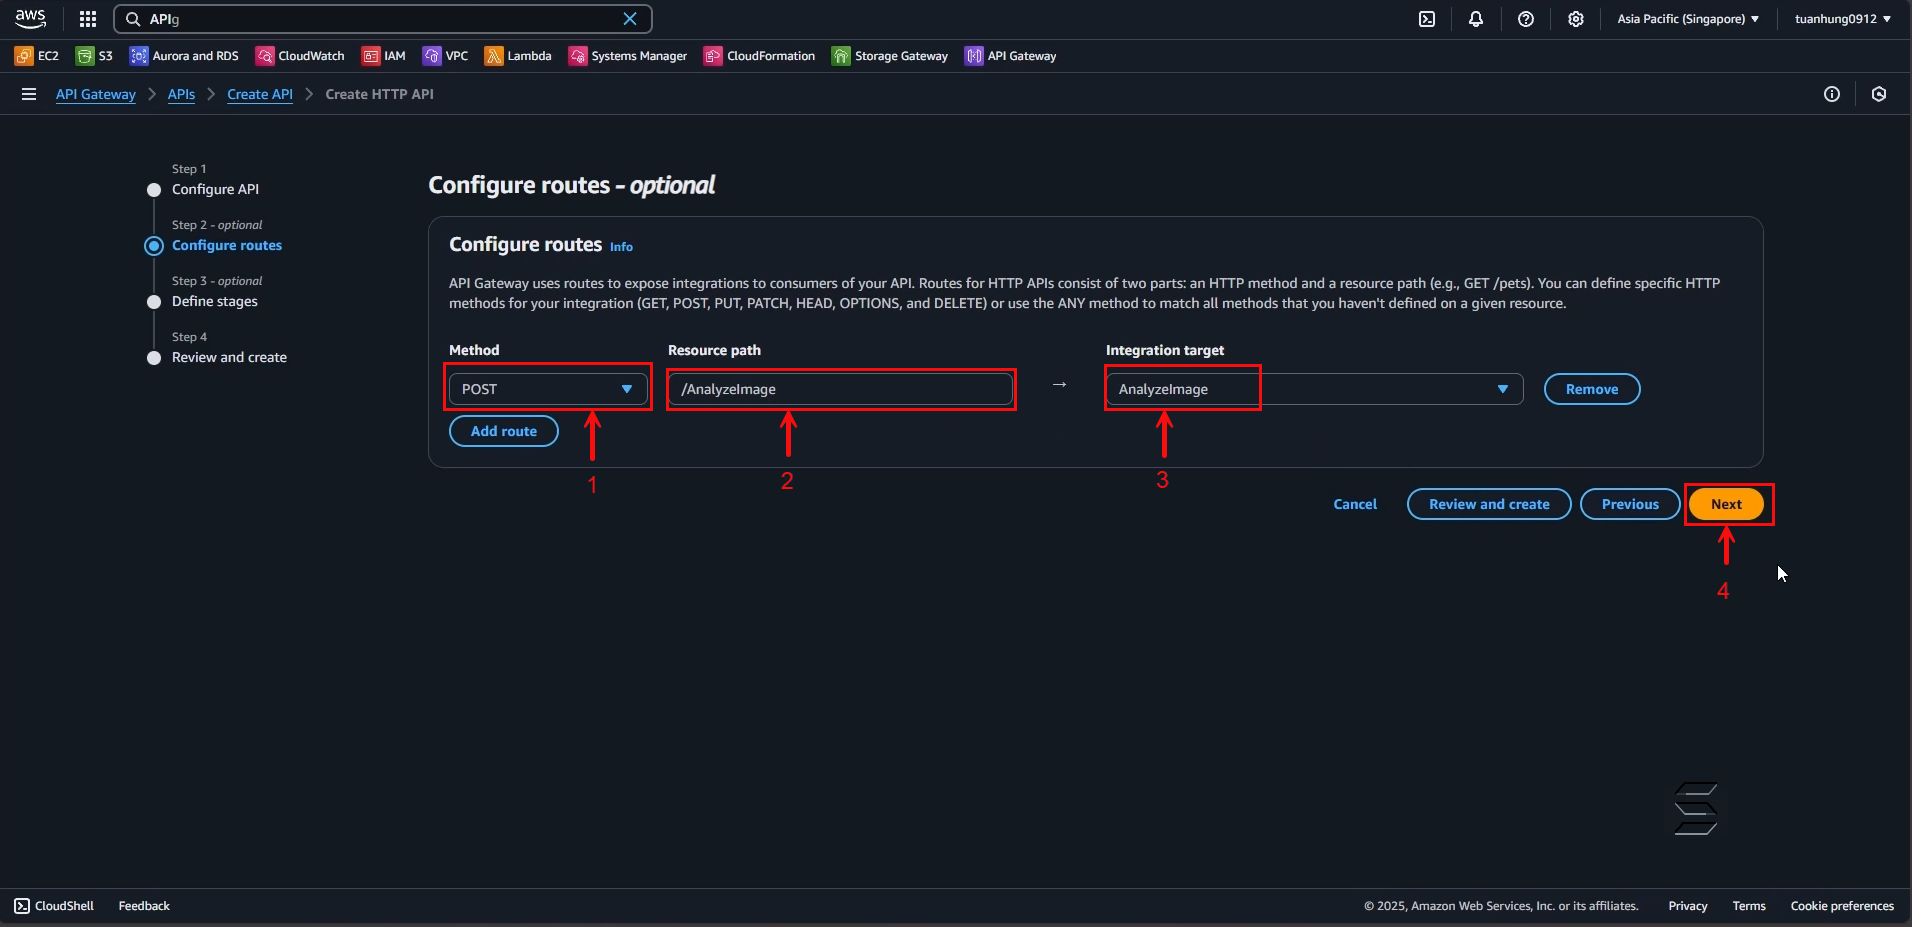 aws
APIg
Asia Pacific (Singapore)
tuanhung0912
EC2
S3
Aurora and RDS
CloudWatch
IAM
VPC
Lambda
Systems Manager
CloudFormation
Storage Gateway
API Gateway
API Gateway
APIs
Create API
Create HTTP API
Step 1
Configure API
Step 2 - optional
Configure routes
Step 3 - optional
Define stages
Step 4
Review and create
Configure routes - optional
Configure routes Info
API Gateway uses routes to expose integrations to consumers of your API. Routes for HTTP APIs consist of two parts: an HTTP method and a resource path (e.g., GET /pets). You can define specific HTTP
methods for your integration (GET, POST, PUT, PATCH, HEAD, OPTIONS, and DELETE) or use the ANY method to match all methods that you haven't defined on a given resource.
Method
Resource path
Integration target
POST
/AnalyzeImage
→
AnalyzeImage
Remove
Add route
1
2
3
Cancel
Review and create
Previous
Next
4
CloudShell
Feedback
© 2025, Amazon Web Services, Inc. or its affiliates.
Privacy
Terms
Cookie preferences